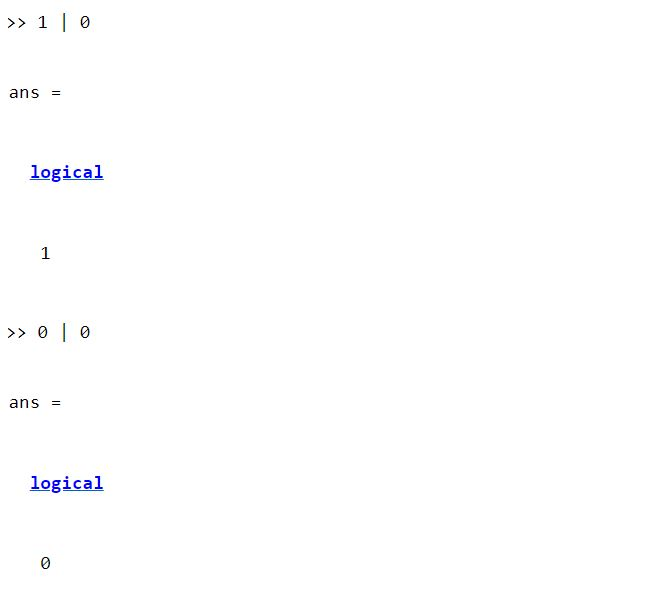 >> 1 | 0
ans =
logical
1
>> 0 | 0
ans =
logical
0